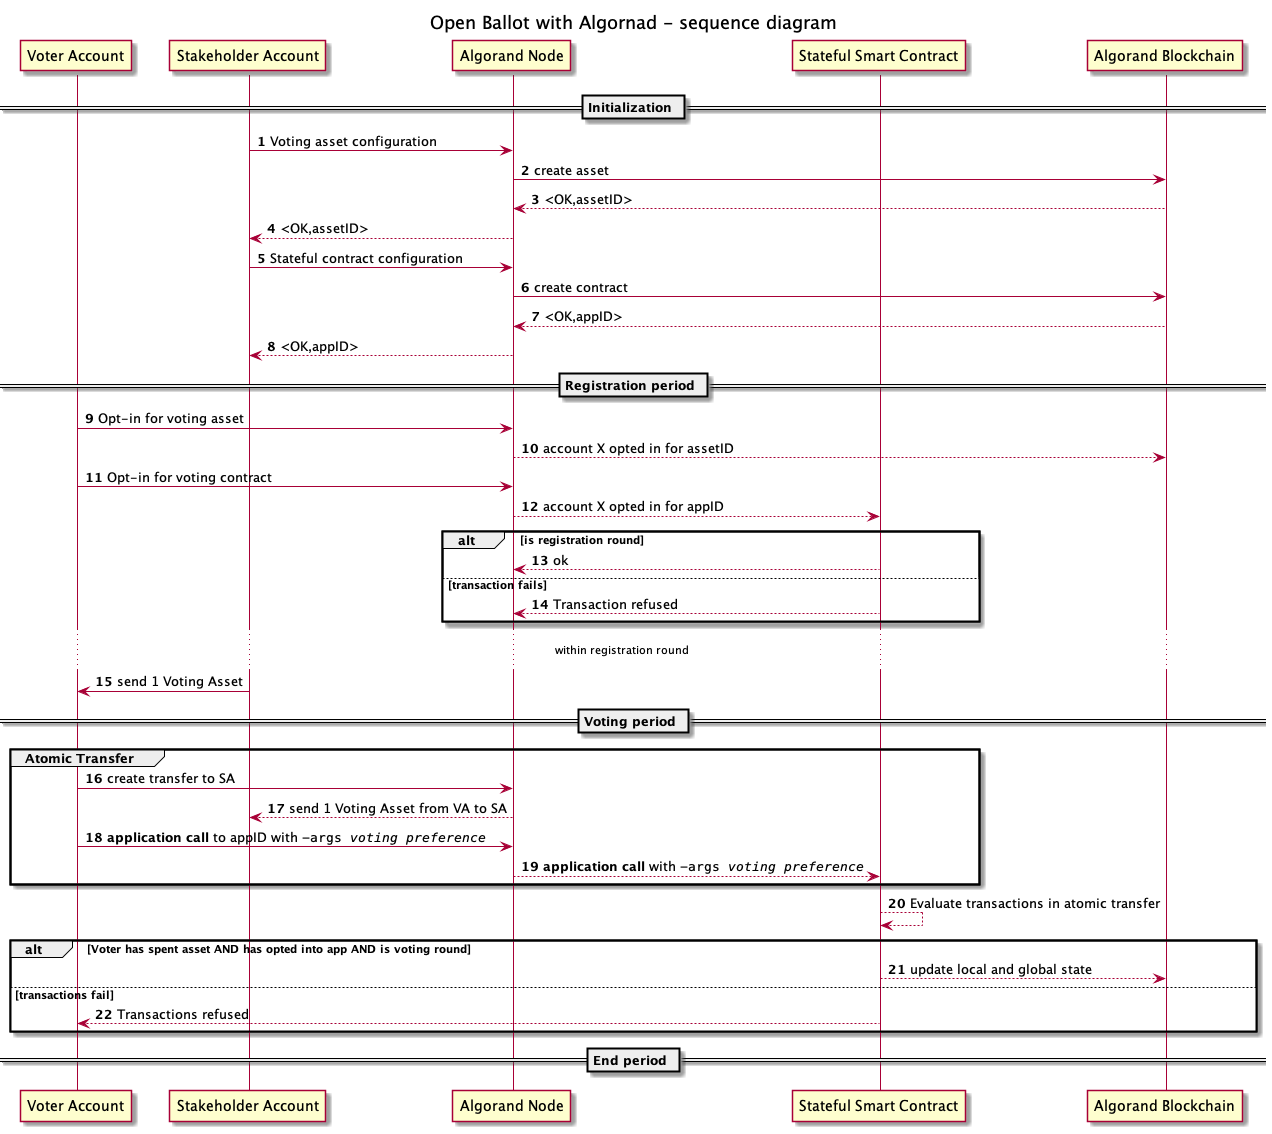 Open Ballot with Algornad - sequence diagram
Voter Account
Stakeholder Account
Algorand Node
Stateful Smart Contract
Algorand Blockchain
Initialization
1 Voting asset configuration
2 create asset
3 <OK,assetID>
4 <OK,assetID>
5 Stateful contract configuration
6 create contract
7 <OK,appID>
8 <OK,appID>
Registration period
9 Opt-in for voting asset
10 account X opted in for assetID
11 Opt-in for voting contract
12 account X opted in for appID
alt [is registration round]
13 ok
[transaction fails]
14 Transaction refused
within registration round
15 send 1 Voting Asset
Voting period
Atomic Transfer
16 create transfer to SA
17 send 1 Voting Asset from VA to SA
18 application call to appID with -args voting preference
19 application call with -args voting preference
20 Evaluate transactions in atomic transfer
alt [Voter has spent asset AND has opted into app AND is voting round]
21 update local and global state
[transactions fail]
22 Transactions refused
End period
Voter Account
Stakeholder Account
Algorand Node
Stateful Smart Contract
Algorand Blockchain